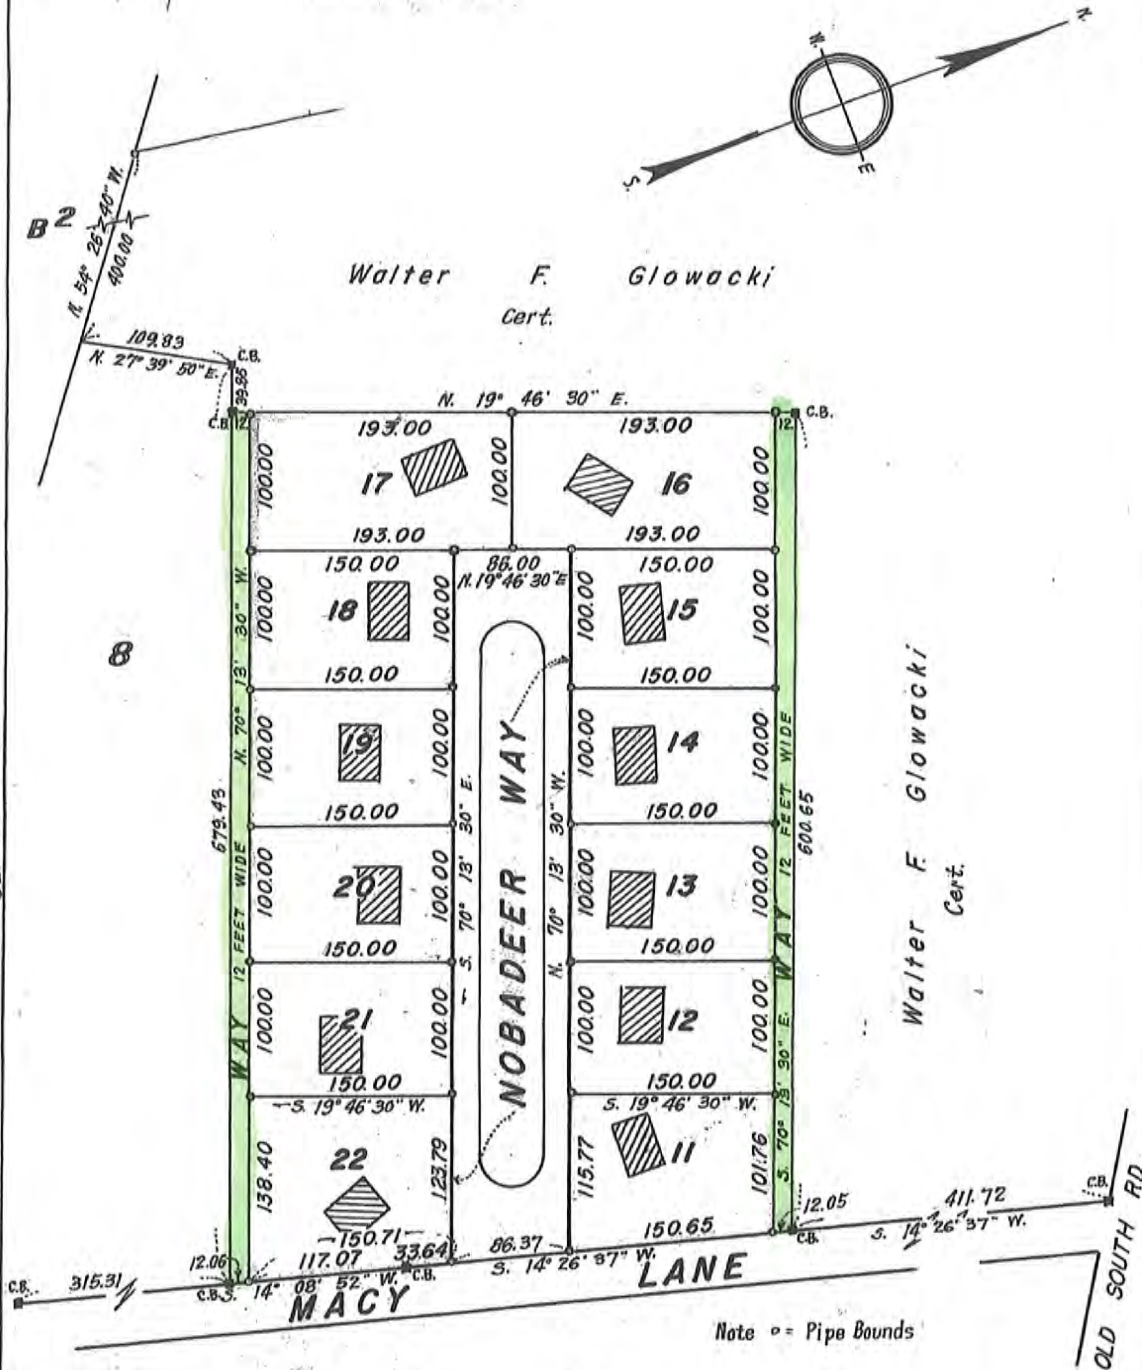 N.
W.
E
S.
B 2
N. 54° 26' 40" W.
400.00
Walter F. Glowacki
Cert.
109.83
N. 27° 39' 50" E.
C.B.
39.85
C.B.
12.
N. 19° 46' 30" E.
12.
C.B.
193.00
193.00
100.00
17
100.00
16
100.00
193.00
193.00
150.00
86.00
N. 19° 46' 30" E
150.00
100.00
18
100.00
100.00
15
100.00
150.00
150.00
8
100.00
19
100.00
100.00
14
100.00
150.00
150.00
100.00
20
100.00
100.00
13
100.00
150.00
150.00
100.00
21
100.00
100.00
12
100.00
150.00
150.00
S. 19° 46' 30" W.
S. 19° 46' 30" W.
WAY 12 FEET WIDE N. 70° 13' 30" W.
679.43
S. 70° 13' 30" E.
NOBADEER WAY
N. 70° 13' 30" W.
S. 70° 13' 30" E. WAY 12 FEET WIDE
600.65
Walter F. Glowacki
Cert.
138.40
22
123.79
115.77
11
101.76
150.71
150.65
12.05
C.B.
411.72
C.B.
S. 14° 26' 37" W.
12.06
117.07
33.64
86.37
S. 14° 26' 37" W.
C.B.
315.31
C.B.
S. 14° 08' 52" W.
C.B.
MACY LANE
OLD SOUTH RD.
Note o = Pipe Bounds